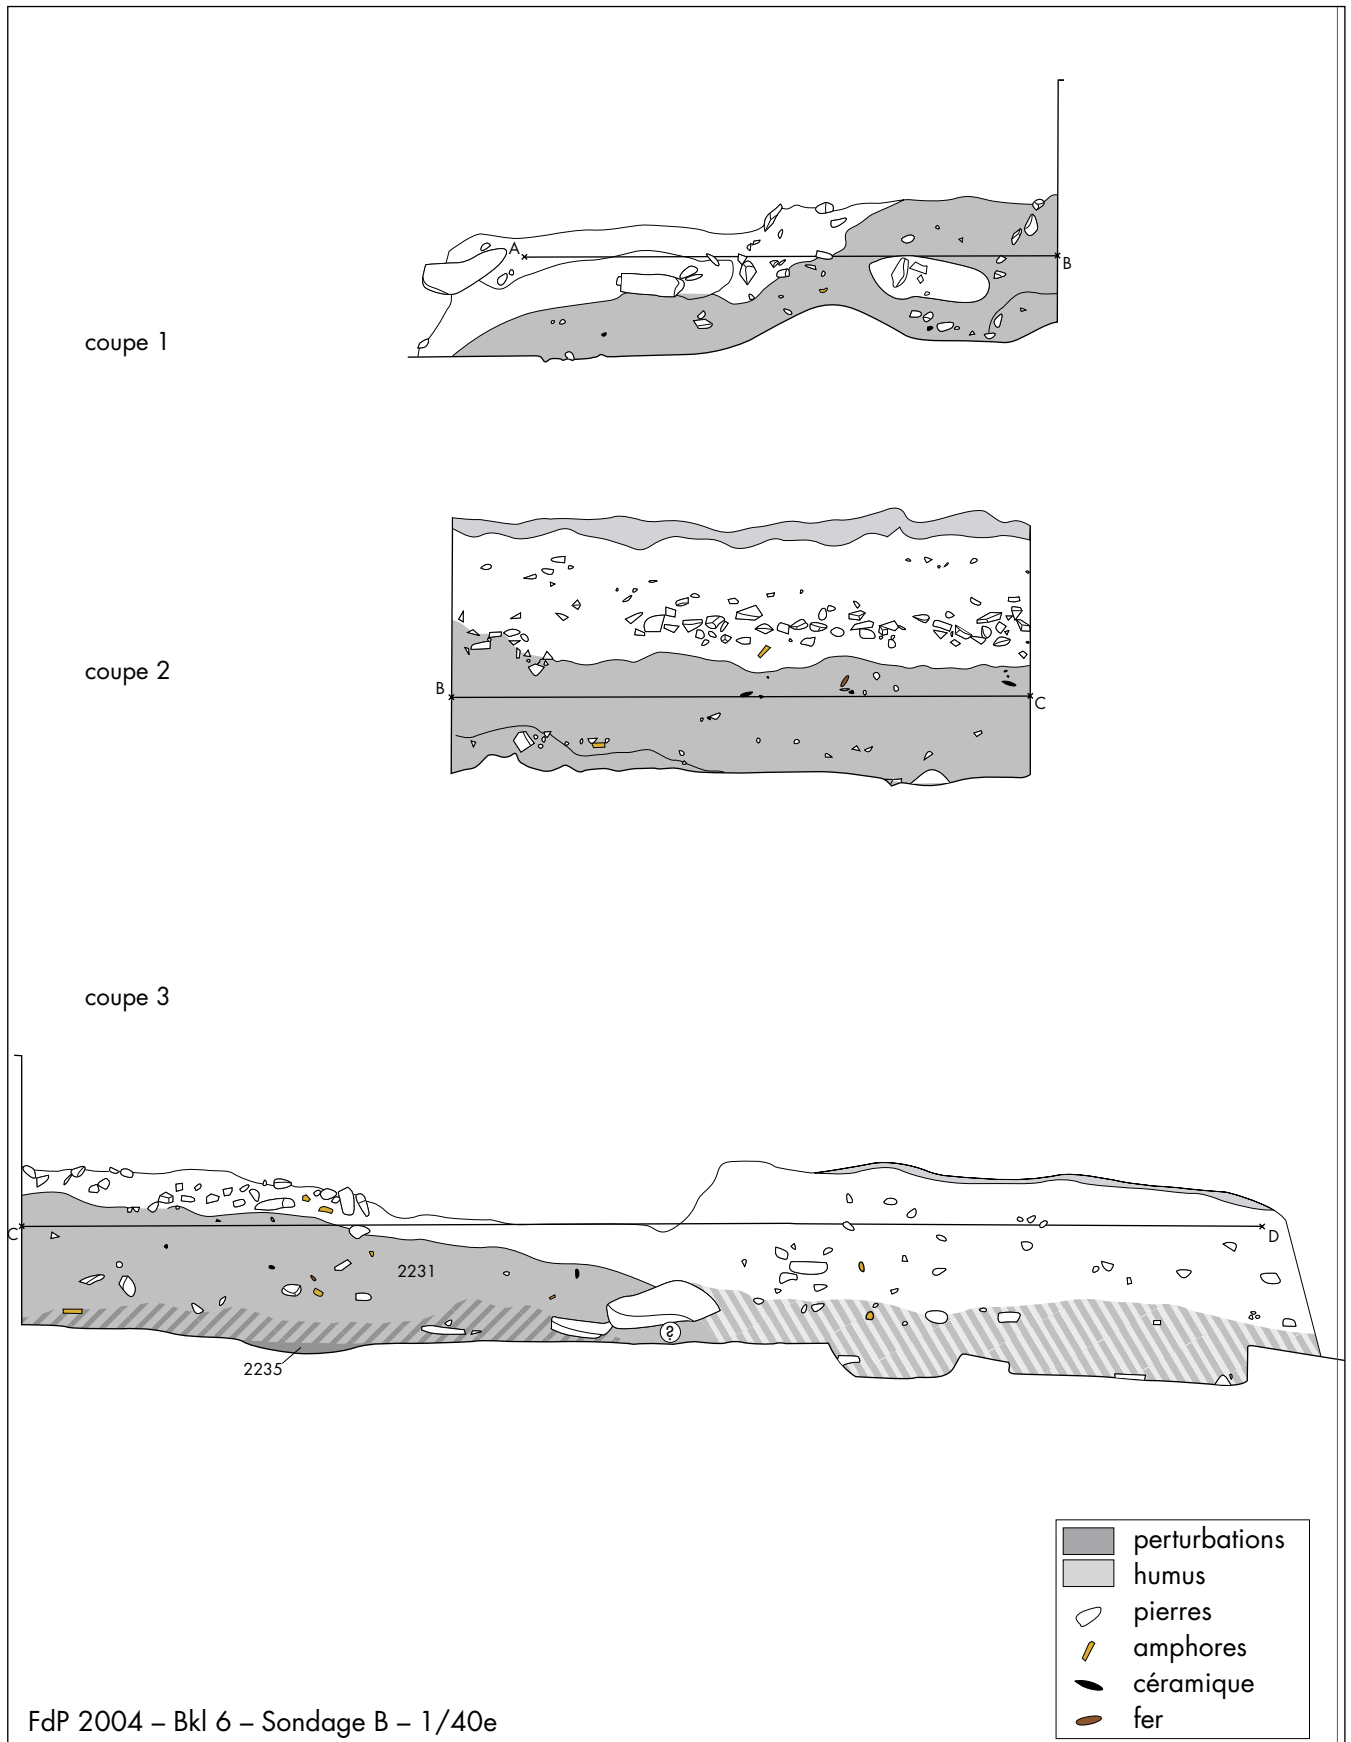 A
B
coupe 1
coupe 2
B
C
coupe 3
C
D
2231
?
2235
perturbations
humus
pierres
amphores
céramique
fer
FdP 2004 – Bkl 6 – Sondage B – 1/40e